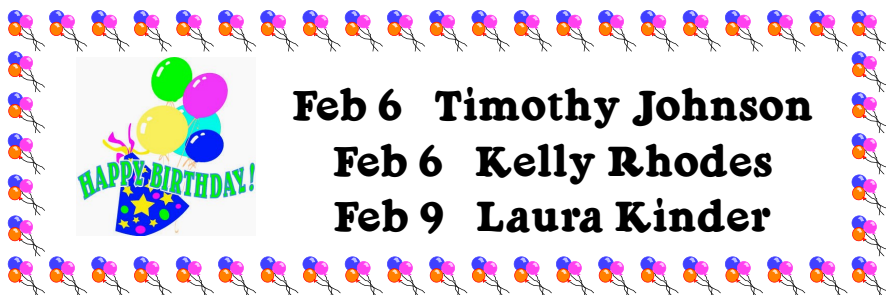 HAPPY BIRTHDAY!
Feb 6 Timothy Johnson
Feb 6 Kelly Rhodes
Feb 9 Laura Kinder